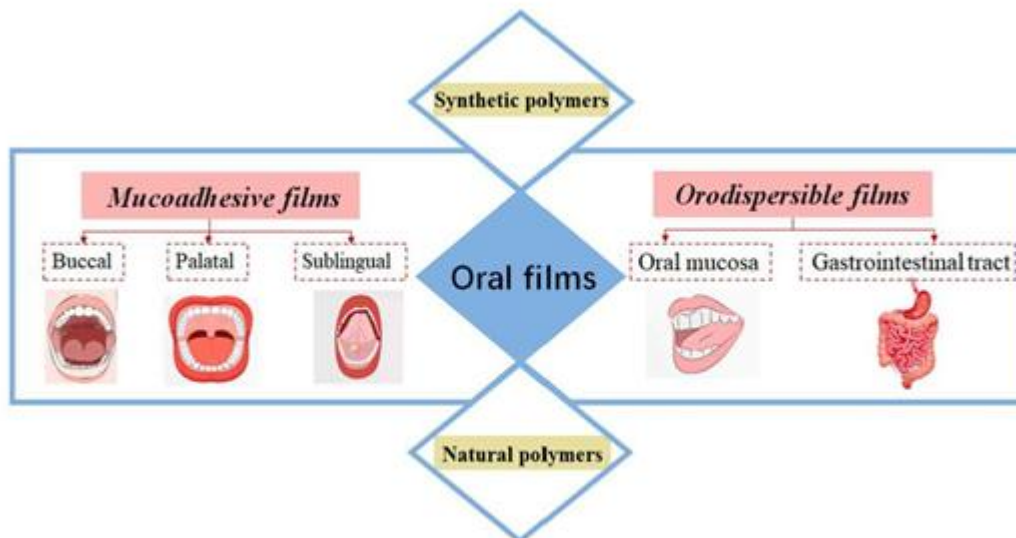 Synthetic polymers
Mucoadhesive films
Buccal
Palatal
Sublingual
Oral films
Orodispersible films
Oral mucosa
Gastrointestinal tract
Natural polymers